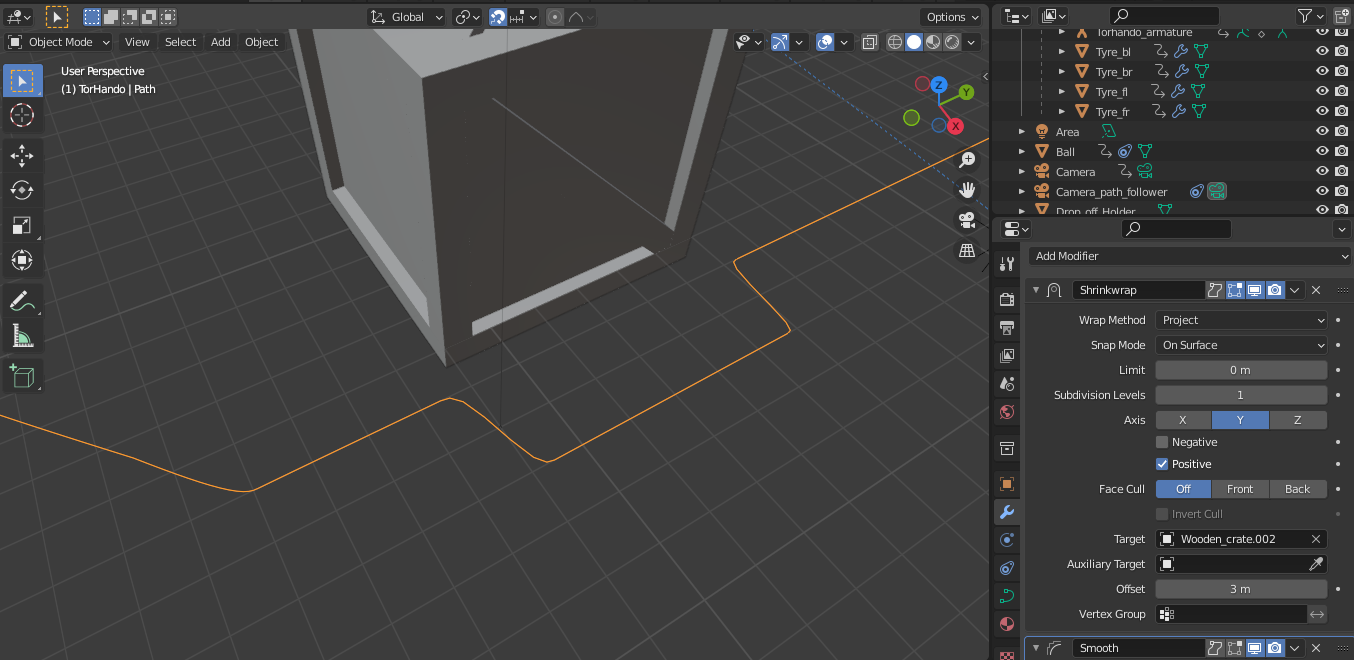 Global
Options
Object Mode
View
Select
Add
Object
User Perspective
(1) TorHando | Path
Z
Y
X
Torhando_armature
Tyre_bl
Tyre_br
Tyre_fl
Tyre_fr
Area
Ball
Camera
Camera_path_follower
Drop_off_Holder
Add Modifier
Shrinkwrap
Wrap Method Project
Snap Mode On Surface
Limit 0 m
Subdivision Levels 1
Axis X Y Z
Negative
Positive
Face Cull Off Front Back
Invert Cull
Target Wooden_crate.002
Auxiliary Target
Offset 3 m
Vertex Group
Smooth